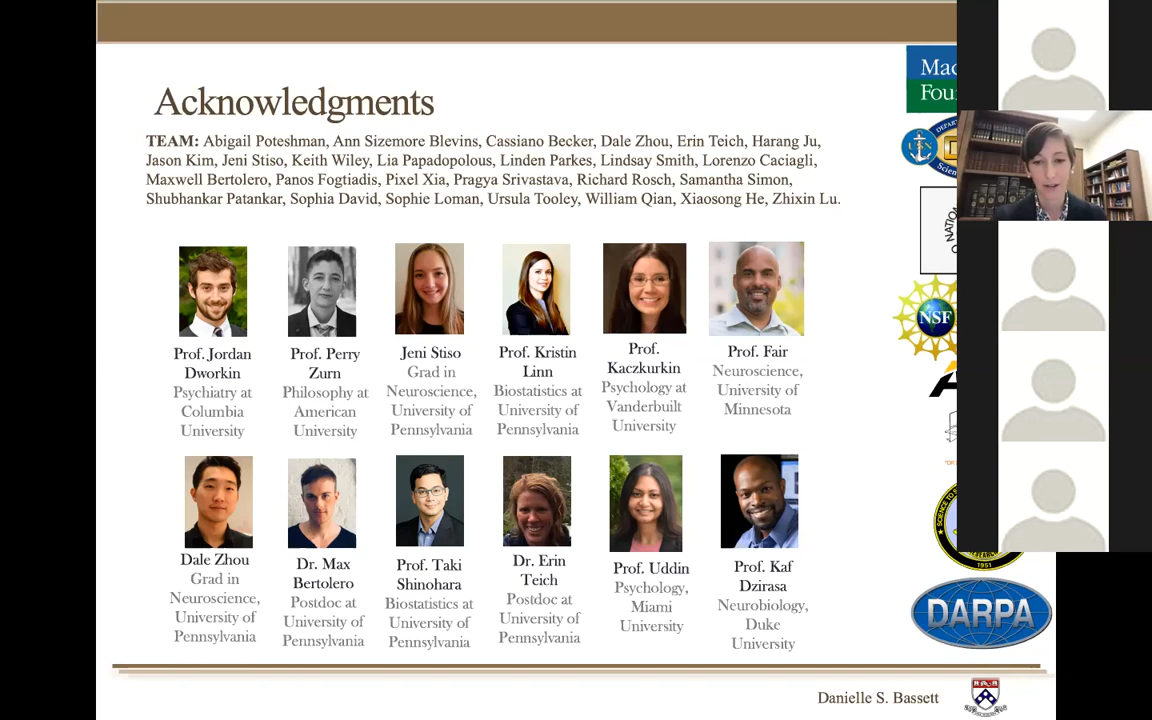 Acknowledgments
TEAM: Abigail Poteshman, Ann Sizemore Blevins, Cassiano Becker, Dale Zhou, Erin Teich, Harang Ju,
Jason Kim, Jeni Stiso, Keith Wiley, Lia Papadopolous, Linden Parkes, Lindsay Smith, Lorenzo Caciagli,
Maxwell Bertolero, Panos Fogtiadis, Pixel Xia, Pragya Srivastava, Richard Rosch, Samantha Simon,
Shubhankar Patankar, Sophia David, Sophie Loman, Ursula Tooley, William Qian, Xiaosong He, Zhixin Lu.
Prof. Jordan
Dworkin
Psychiatry at
Columbia
University
Prof. Perry
Zurn
Philosophy at
American
University
Jeni Stiso
Grad in
Neuroscience,
University of
Pennsylvania
Prof. Kristin
Linn
Biostatistics at
University of
Pennsylvania
Prof.
Kaczkurkin
Psychology at
Vanderbuilt
University
Prof. Fair
Neuroscience,
University of
Minnesota
Dale Zhou
Grad in
Neuroscience,
University of
Pennsylvania
Dr. Max
Bertolero
Postdoc at
University of
Pennsylvania
Prof. Taki
Shinohara
Biostatistics at
University of
Pennsylvania
Dr. Erin
Teich
Postdoc at
University of
Pennsylvania
Prof. Uddin
Psychology,
Miami
University
Prof. Kaf
Dzirasa
Neurobiology,
Duke
University
Mac
Fou
NSF
1951
DARPA
Danielle S. Bassett